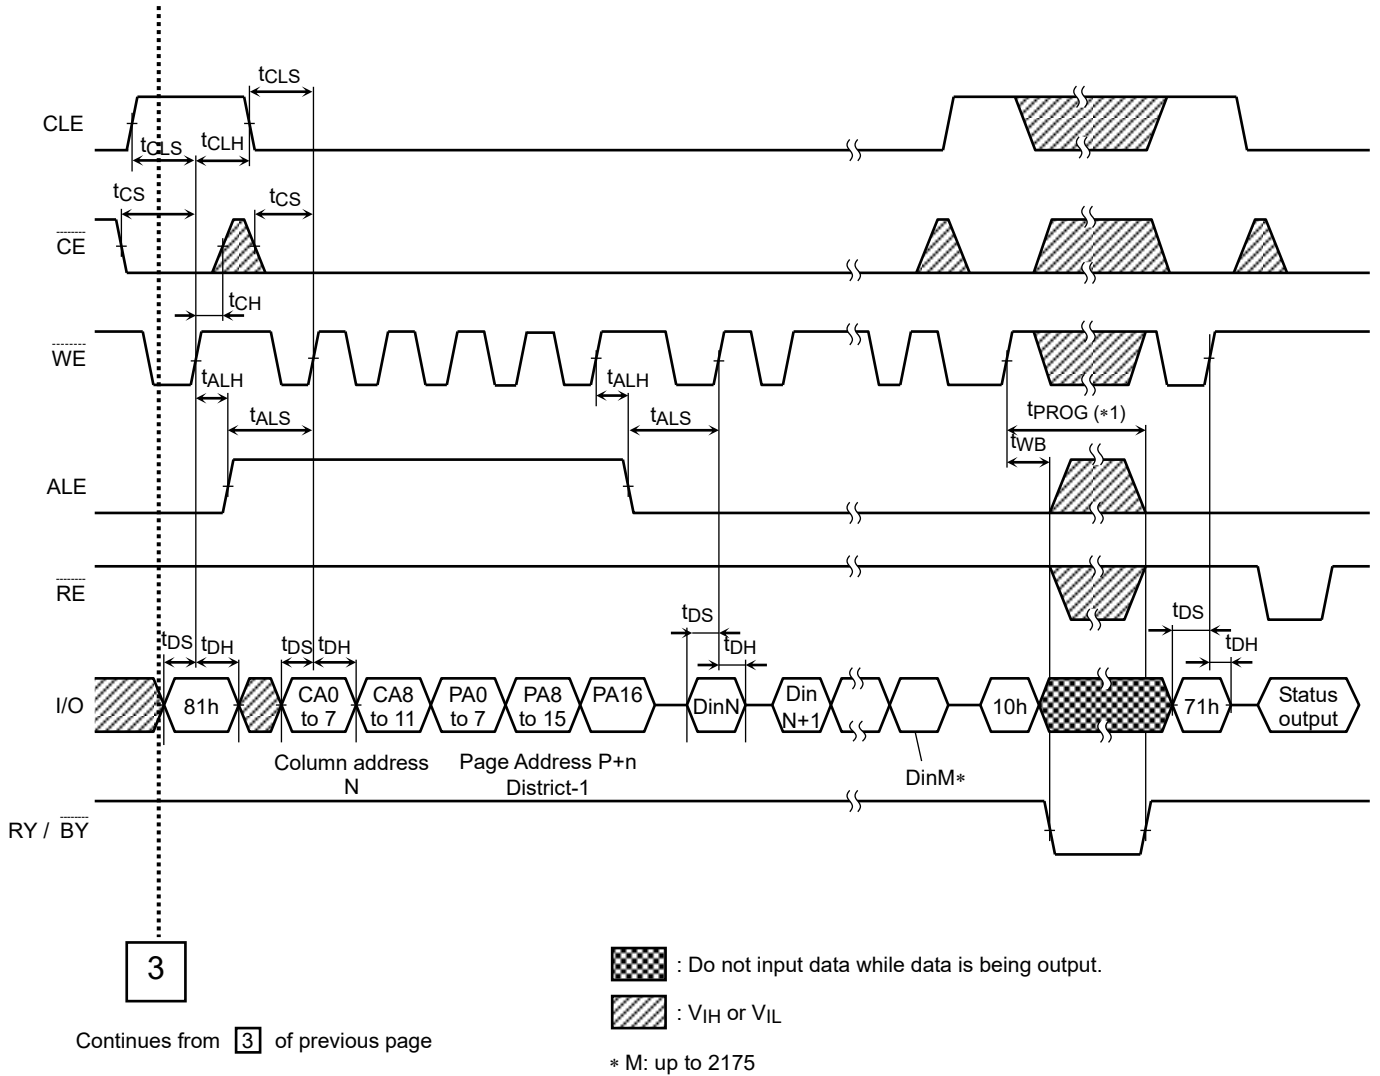 tCLS
CLE
tCLS tCLH
tCS tCS
CE
tCH
WE
tALH tALH
tALS tALS tPROG (*1)
tWB
ALE
RE
tDS tDH tDS tDH tDS tDH tDS tDH
I/O 81h CA0 to 7 CA8 to 11 PA0 to 7 PA8 to 15 PA16 DinN Din N+1 10h 71h Status output
Column address N
Page Address P+n District-1
DinM*
RY / BY
3
: Do not input data while data is being output.
: VIH or VIL
Continues from 3 of previous page
* M: up to 2175